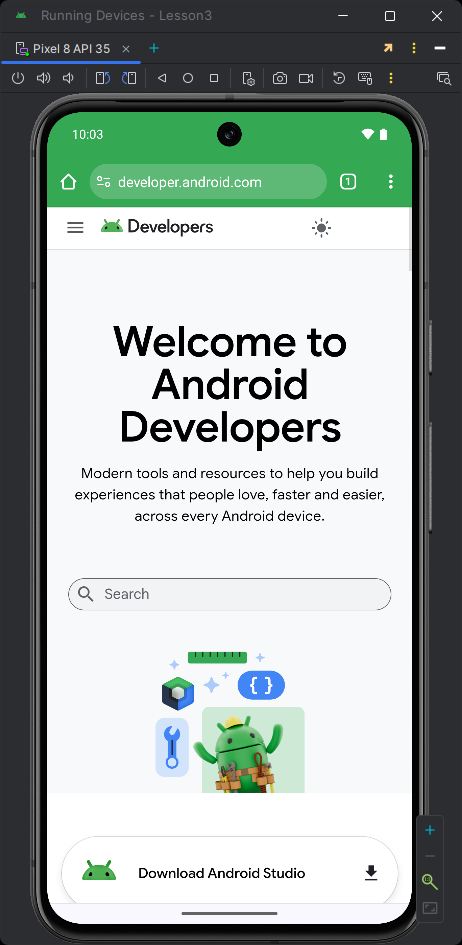 Running Devices - Lesson3
Pixel 8 API 35
10:03
developer.android.com
1
Developers
Welcome to
Android
Developers
Modern tools and resources to help you build
experiences that people love, faster and easier,
across every Android device.
Search
{ }
Download Android Studio